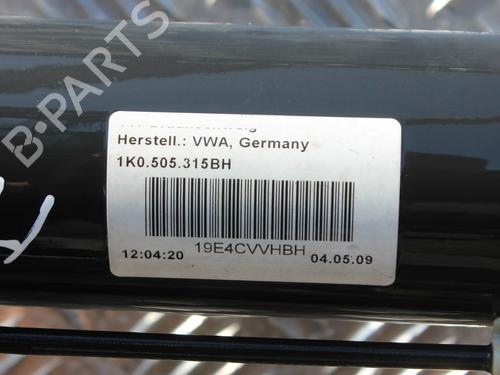 B-PARTS
Herstell.: VWA, Germany
1K0.505.315BH
19E4CVVHBH
12:04:20 04.05.09